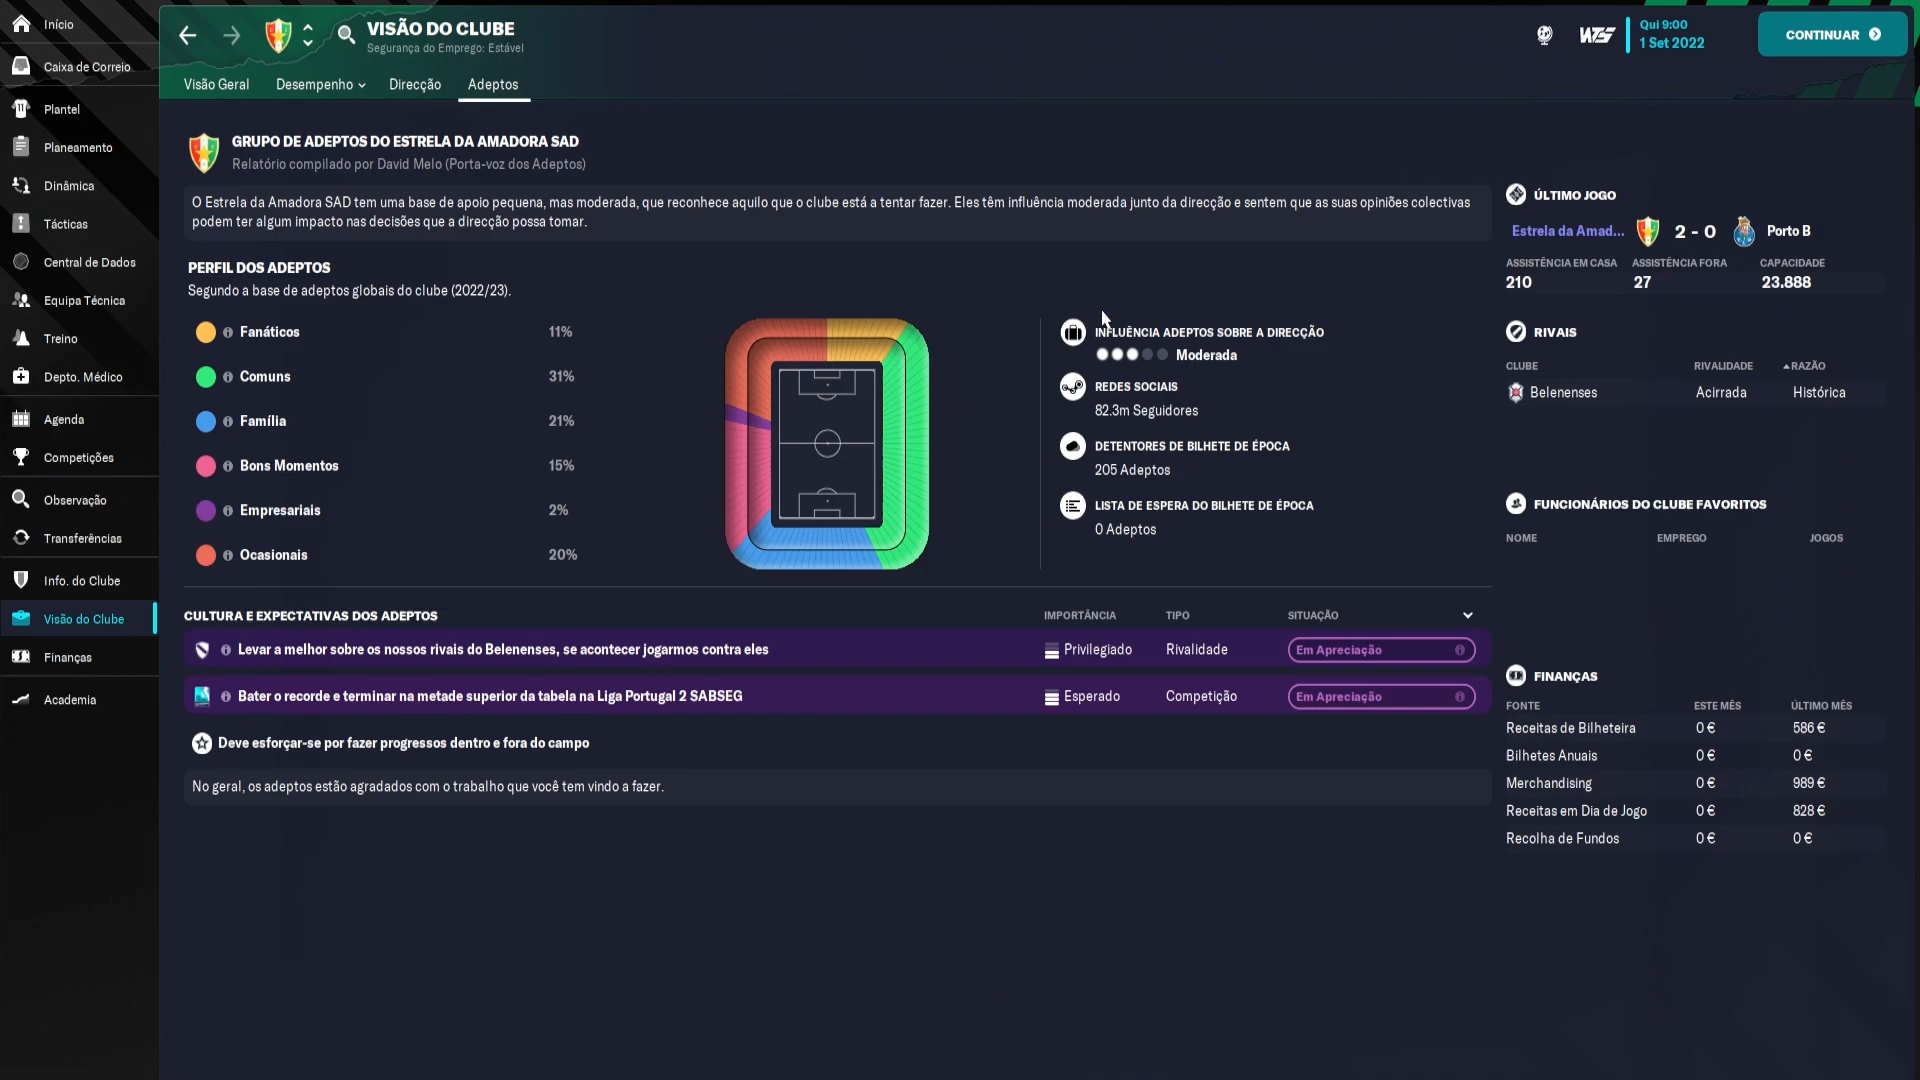 Início
Caixa de Correio
Plantel
Planeamento
Dinâmica
Tácticas
Central de Dados
Equipa Técnica
Treino
Depto. Médico
Agenda
Competições
Observação
Transferências
Info. do Clube
Visão do Clube
Finanças
Academia
VISÃO DO CLUBE
Segurança do Emprego: Estável
Qui 9:00
1 Set 2022
CONTINUAR
Visão Geral Desempenho Direcção Adeptos
GRUPO DE ADEPTOS DO ESTRELA DA AMADORA SAD
Relatório compilado por David Melo (Porta-voz dos Adeptos)
O Estrela da Amadora SAD tem uma base de apoio pequena, mas moderada, que reconhece aquilo que o clube está a tentar fazer. Eles têm influência moderada junto da direcção e sentem que as suas opiniões colectivas
podem ter algum impacto nas decisões que a direcção possa tomar.
PERFIL DOS ADEPTOS
Segundo a base de adeptos globais do clube (2022/23).
Fanáticos 11%
Comuns 31%
Família 21%
Bons Momentos 15%
Empresariais 2%
Ocasionais 20%
INFLUÊNCIA ADEPTOS SOBRE A DIRECÇÃO
Moderada
REDES SOCIAIS
82.3m Seguidores
DETENTORES DE BILHETE DE ÉPOCA
205 Adeptos
LISTA DE ESPERA DO BILHETE DE ÉPOCA
0 Adeptos
CULTURA E EXPECTATIVAS DOS ADEPTOS IMPORTÂNCIA TIPO SITUAÇÃO
Levar a melhor sobre os nossos rivais do Belenenses, se acontecer jogarmos contra eles Privilegiado Rivalidade Em Apreciação
Bater o recorde e terminar na metade superior da tabela na Liga Portugal 2 SABSEG Esperado Competição Em Apreciação
Deve esforçar-se por fazer progressos dentro e fora do campo
No geral, os adeptos estão agradados com o trabalho que você tem vindo a fazer.
ÚLTIMO JOGO
Estrela da Amad... 2 - 0 Porto B
ASSISTÊNCIA EM CASA ASSISTÊNCIA FORA CAPACIDADE
210 27 23.888
RIVAIS
CLUBE RIVALIDADE RAZÃO
Belenenses Acirrada Histórica
FUNCIONÁRIOS DO CLUBE FAVORITOS
NOME EMPREGO JOGOS
FINANÇAS
FONTE ESTE MÊS ÚLTIMO MÊS
Receitas de Bilheteira 0 € 586 €
Bilhetes Anuais 0 € 0 €
Merchandising 0 € 989 €
Receitas em Dia de Jogo 0 € 828 €
Recolha de Fundos 0 € 0 €